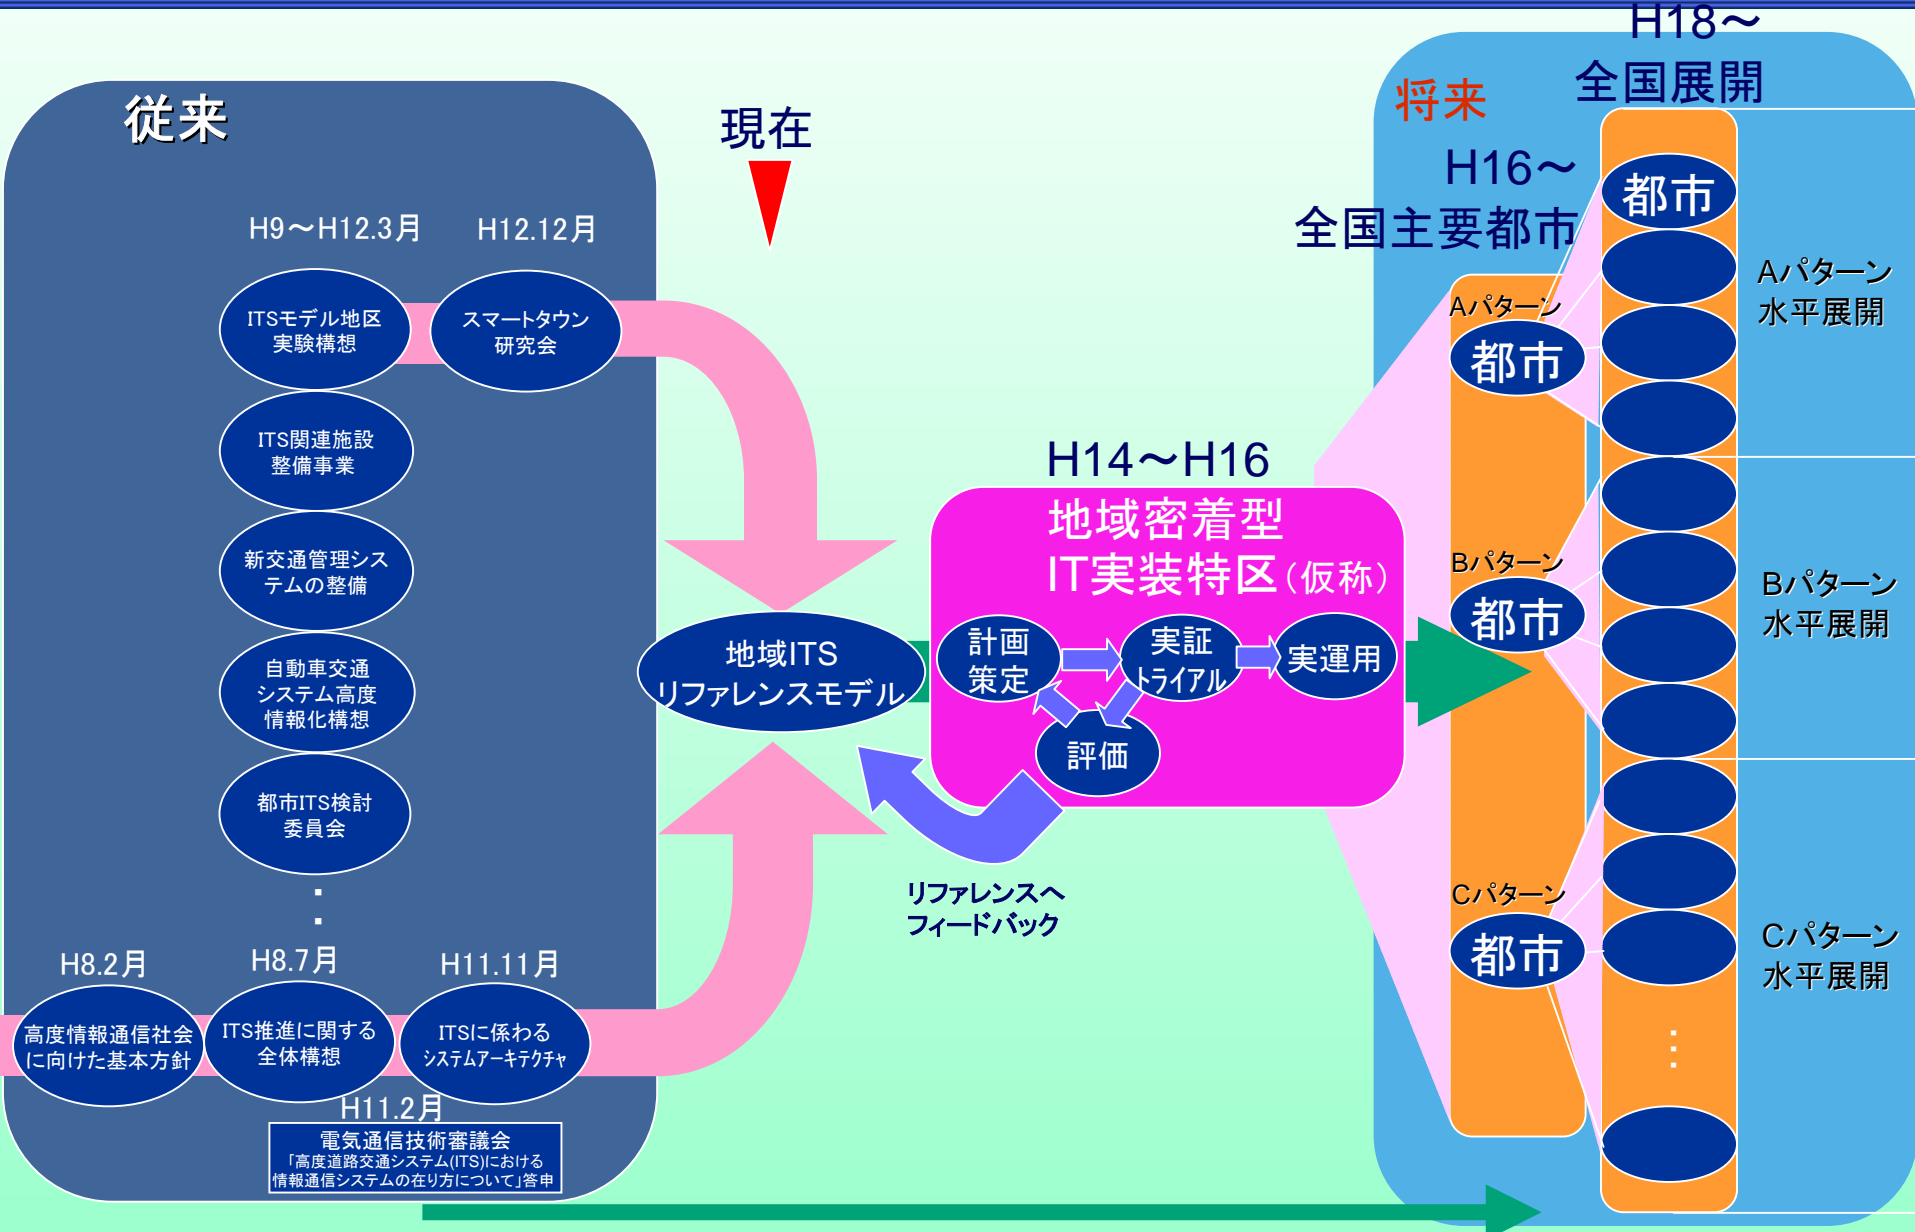 従来
H9～H12.3月
H12.12月
ITSモデル地区
実験構想
スマートタウン
研究会
ITS関連施設
整備事業
新交通管理シス
テムの整備
自動車交通
システム高度
情報化構想
都市ITS検討
委員会
・
・
H8.2月
H8.7月
H11.11月
高度情報通信社会
に向けた基本方針
ITS推進に関する
全体構想
ITSに係わる
システムアーキテクチャ
H11.2月
電気通信技術審議会
「高度道路交通システム(ITS)における
情報通信システムの在り方について」答申
現在
地域ITS
リファレンスモデル
H14～H16
地域密着型
IT実装特区（仮称）
計画
策定
実証
トライアル
実運用
評価
リファレンスへ
フィードバック
将来
H16～
全国主要都市
Aパターン
都市
Bパターン
都市
Cパターン
都市
H18～
全国展開
都市
…
Aパターン
水平展開
Bパターン
水平展開
Cパターン
水平展開